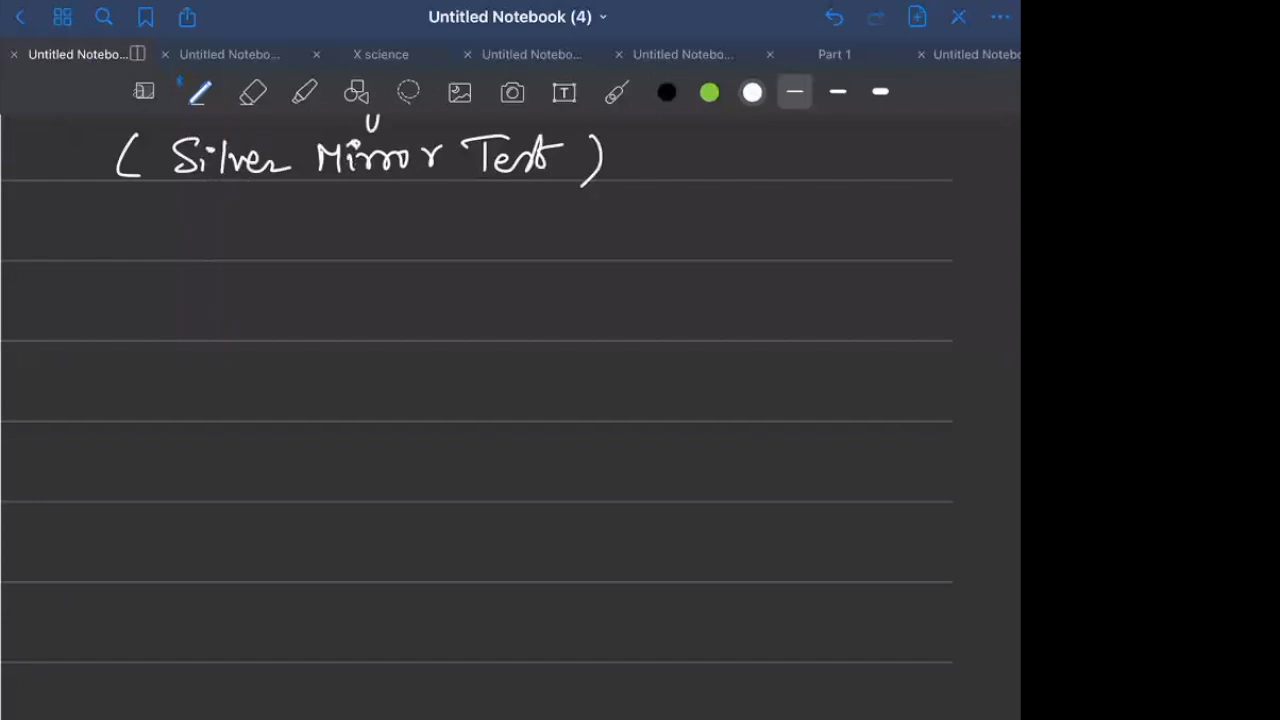 Untitled Notebook (4)
Untitled Notebo... Untitled Notebo... X science Untitled Notebo... Untitled Notebo... Part 1 Untitled Notebo
T
( Silver Mirror Test )